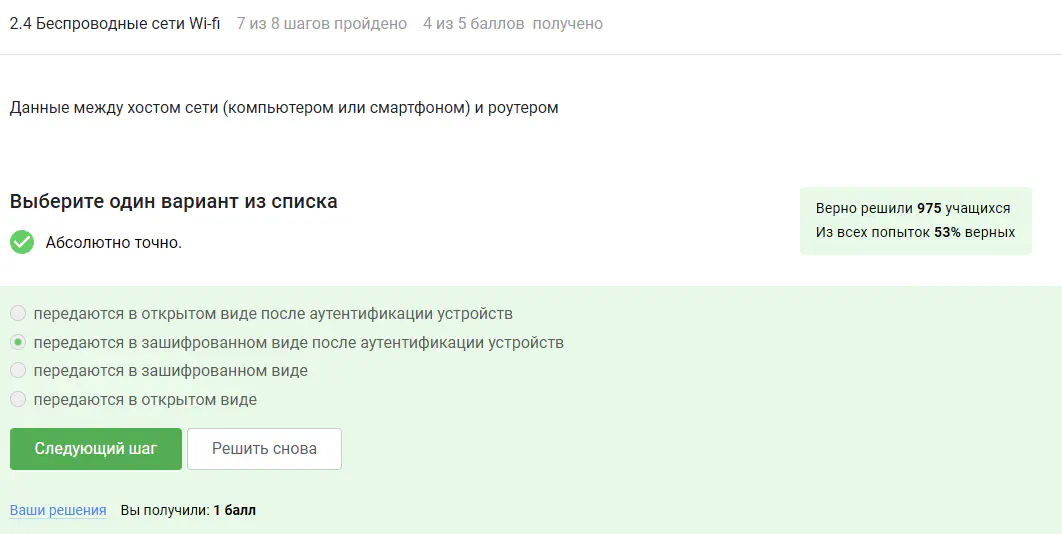 2.4 Беспроводные сети Wi-fi 7 из 8 шагов пройдено 4 из 5 баллов получено
Данные между хостом сети (компьютером или смартфоном) и роутером
Выберите один вариант из списка
Абсолютно точно.
Верно решили 975 учащихся
Из всех попыток 53% верных
передаются в открытом виде после аутентификации устройств
передаются в зашифрованном виде после аутентификации устройств
передаются в зашифрованном виде
передаются в открытом виде
Следующий шаг Решить снова
Ваши решения Вы получили: 1 балл